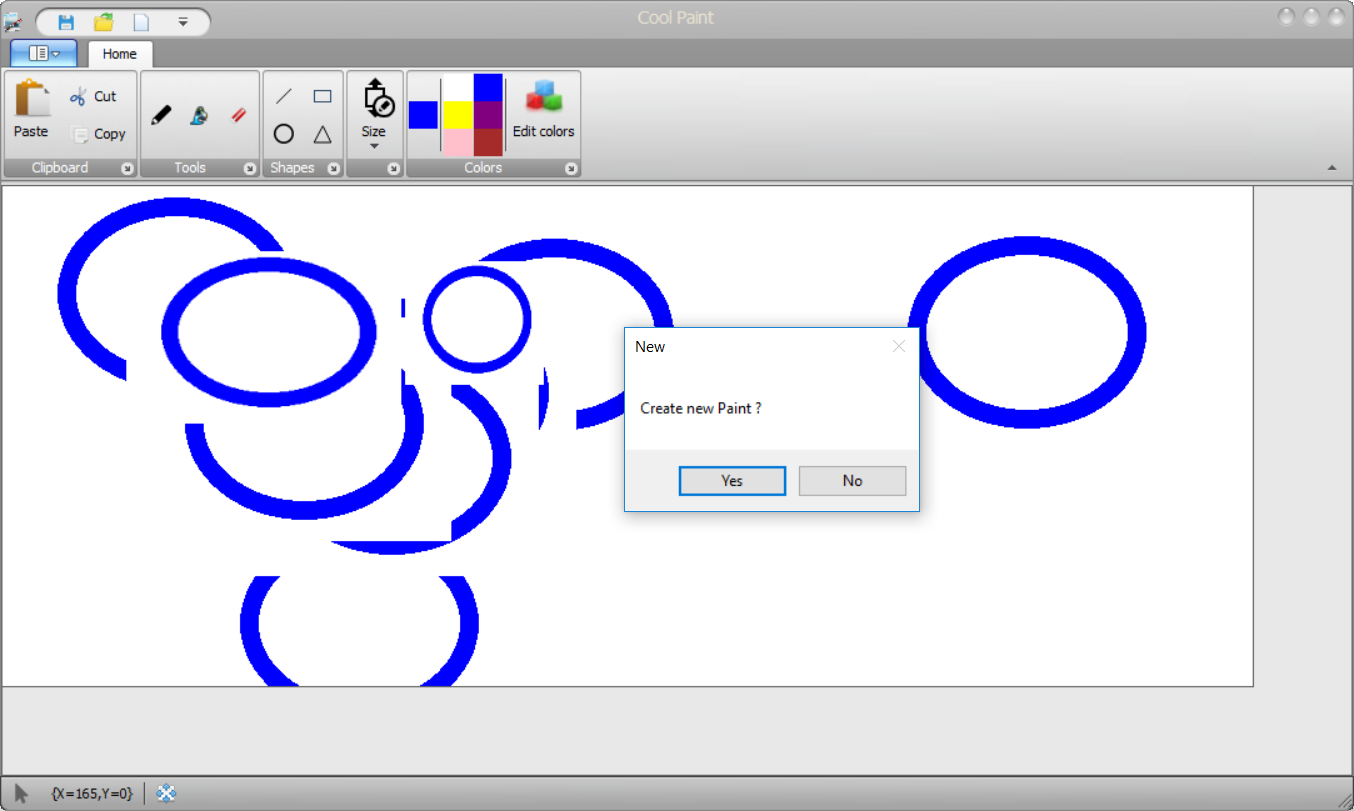 Cool Paint
Home
Paste
Cut
Copy
Size
Edit colors
Clipboard
Tools
Shapes
Colors
New
Create new Paint ?
Yes
No
{X=165,Y=0}